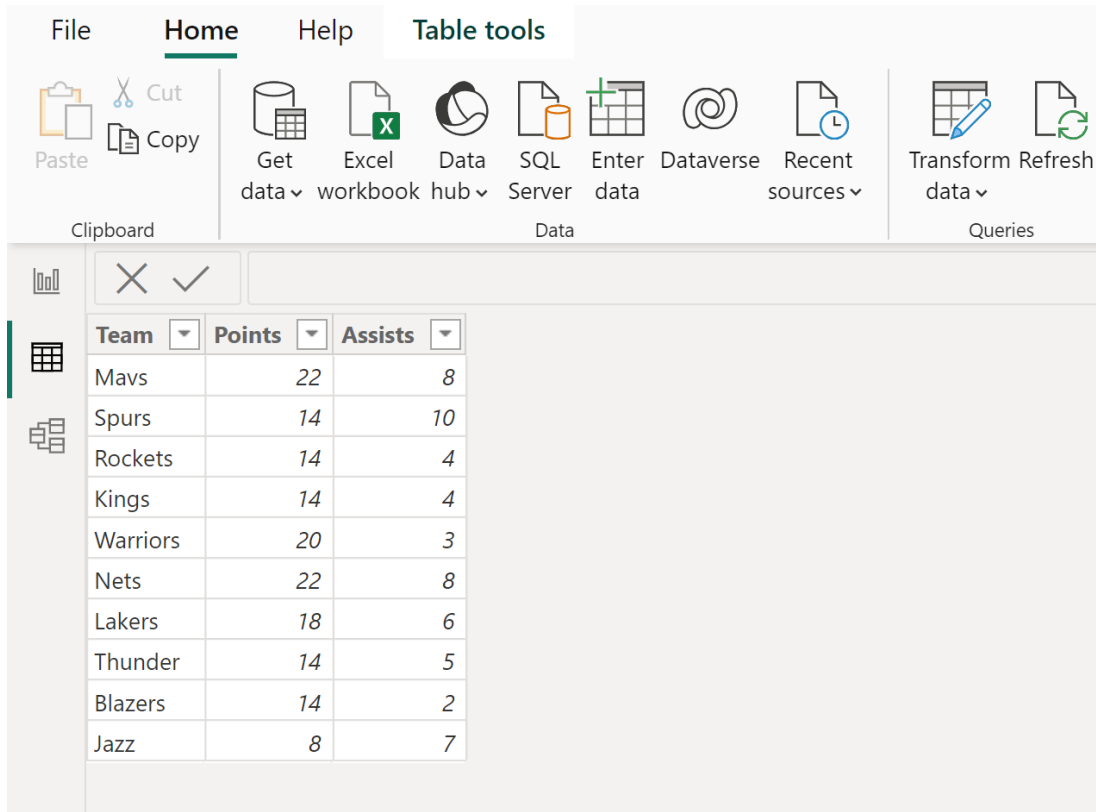 File Home Help Table tools
Paste
Cut
Copy
Clipboard
Get data
Excel workbook
Data hub
SQL Server
Enter data
Dataverse
Recent sources
Data
Transform data
Refresh
Queries
X
Team Points Assists
Mavs 22 8
Spurs 14 10
Rockets 14 4
Kings 14 4
Warriors 20 3
Nets 22 8
Lakers 18 6
Thunder 14 5
Blazers 14 2
Jazz 8 7